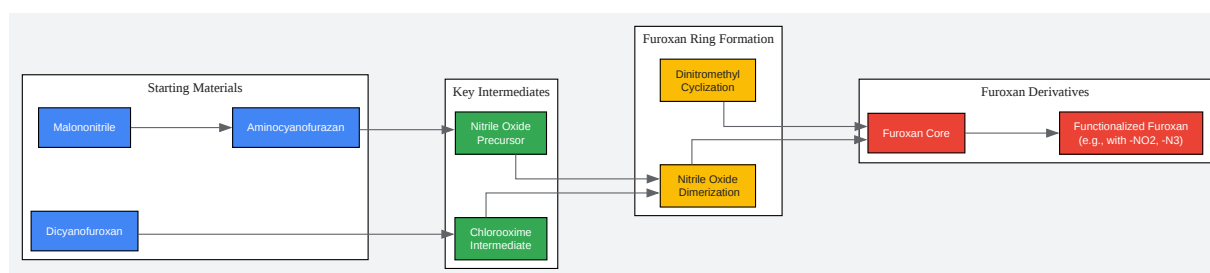 Starting Materials
Malononitrile
Aminocyanofurazan
Dicyanofuroxan
Key Intermediates
Nitrile Oxide
Precursor
Chlorooxime
Intermediate
Furoxan Ring Formation
Dinitromethyl
Cyclization
Nitrile Oxide
Dimerization
Furoxan Derivatives
Furoxan Core
Functionalized Furoxan
(e.g., with -NO2, -N3)